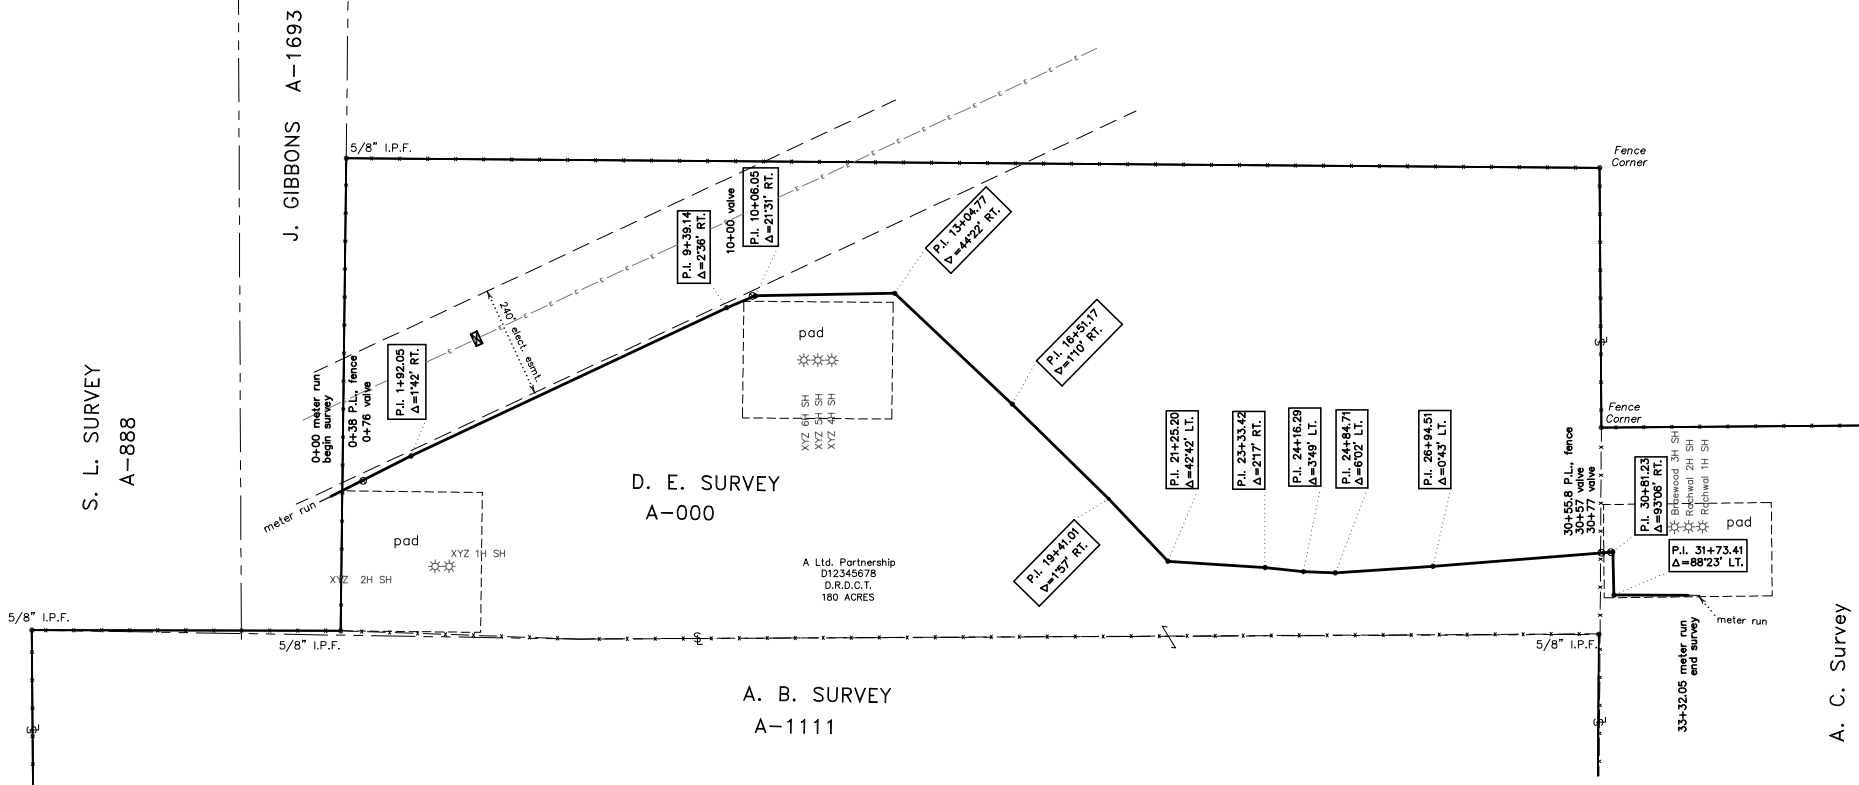 J. GIBBONS A-1693
S. L. SURVEY
A-888
5/8" I.P.F.
Fence
Corner
240' elect. esmt.
0+00 meter run
begin survey
0+38 P.L., fence
0+76 valve
P.I. 1+92.05
Δ=1°42' RT.
P.I. 9+39.14
Δ=2°36' RT.
10+00 valve
P.I. 10+06.05
Δ=21°31' RT.
P.I. 13+04.77
Δ=44°22' RT.
P.I. 16+51.17
Δ=1°10' RT.
P.I. 19+41.01
Δ=1°57' RT.
P.I. 21+25.20
Δ=42°42' LT.
P.I. 23+33.42
Δ=2°17' RT.
P.I. 24+16.29
Δ=3°49' LT.
P.I. 24+84.71
Δ=6°02' LT.
P.I. 26+94.51
Δ=0°43' LT.
30+55.8 P.L., fence
30+57 valve
30+77 valve
P.I. 30+81.23
Δ=93°06' RT.
P.I. 31+73.41
Δ=88°23' LT.
Fence
Corner
Braewood 3H SH
Rachwal 2H SH
Rachwal 1H SH
pad
meter run
33+32.05 meter run
end survey
pad
XYZ 6H SH
XYZ 5H SH
XYZ 4H SH
D. E. SURVEY
A-000
A Ltd. Partnership
D12345678
D.R.D.C.T.
180 ACRES
meter run
pad
XYZ 1H SH
XYZ 2H SH
5/8" I.P.F.
5/8" I.P.F.
5/8" I.P.F.
A. B. SURVEY
A-1111
A. C. Survey
E E E E E E E E E E E